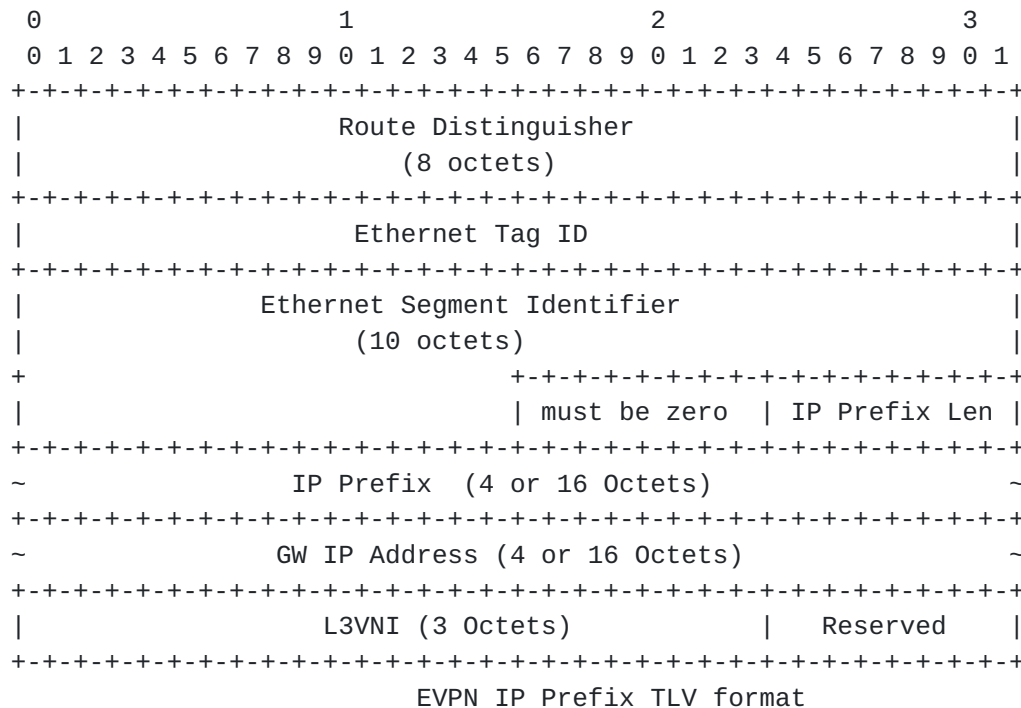 0                   1                   2                   3
 0 1 2 3 4 5 6 7 8 9 0 1 2 3 4 5 6 7 8 9 0 1 2 3 4 5 6 7 8 9 0 1
+-+-+-+-+-+-+-+-+-+-+-+-+-+-+-+-+-+-+-+-+-+-+-+-+-+-+-+-+-+-+-+-+
|                    Route Distinguisher                        |
|                        (8 octets)                             |
+-+-+-+-+-+-+-+-+-+-+-+-+-+-+-+-+-+-+-+-+-+-+-+-+-+-+-+-+-+-+-+-+
|                     Ethernet Tag ID                           |
+-+-+-+-+-+-+-+-+-+-+-+-+-+-+-+-+-+-+-+-+-+-+-+-+-+-+-+-+-+-+-+-+
|               Ethernet Segment Identifier                     |
|                     (10 octets)                               |
+                               +-+-+-+-+-+-+-+-+-+-+-+-+-+-+-+-+
|                               | must be zero  | IP Prefix Len |
+-+-+-+-+-+-+-+-+-+-+-+-+-+-+-+-+-+-+-+-+-+-+-+-+-+-+-+-+-+-+-+-+
~                 IP Prefix  (4 or 16 Octets)                   ~
+-+-+-+-+-+-+-+-+-+-+-+-+-+-+-+-+-+-+-+-+-+-+-+-+-+-+-+-+-+-+-+-+
~                GW IP Address (4 or 16 Octets)                 ~
+-+-+-+-+-+-+-+-+-+-+-+-+-+-+-+-+-+-+-+-+-+-+-+-+-+-+-+-+-+-+-+-+
|                   L3VNI (3 Octets)            |   Reserved    |
+-+-+-+-+-+-+-+-+-+-+-+-+-+-+-+-+-+-+-+-+-+-+-+-+-+-+-+-+-+-+-+-+
                         EVPN IP Prefix TLV format